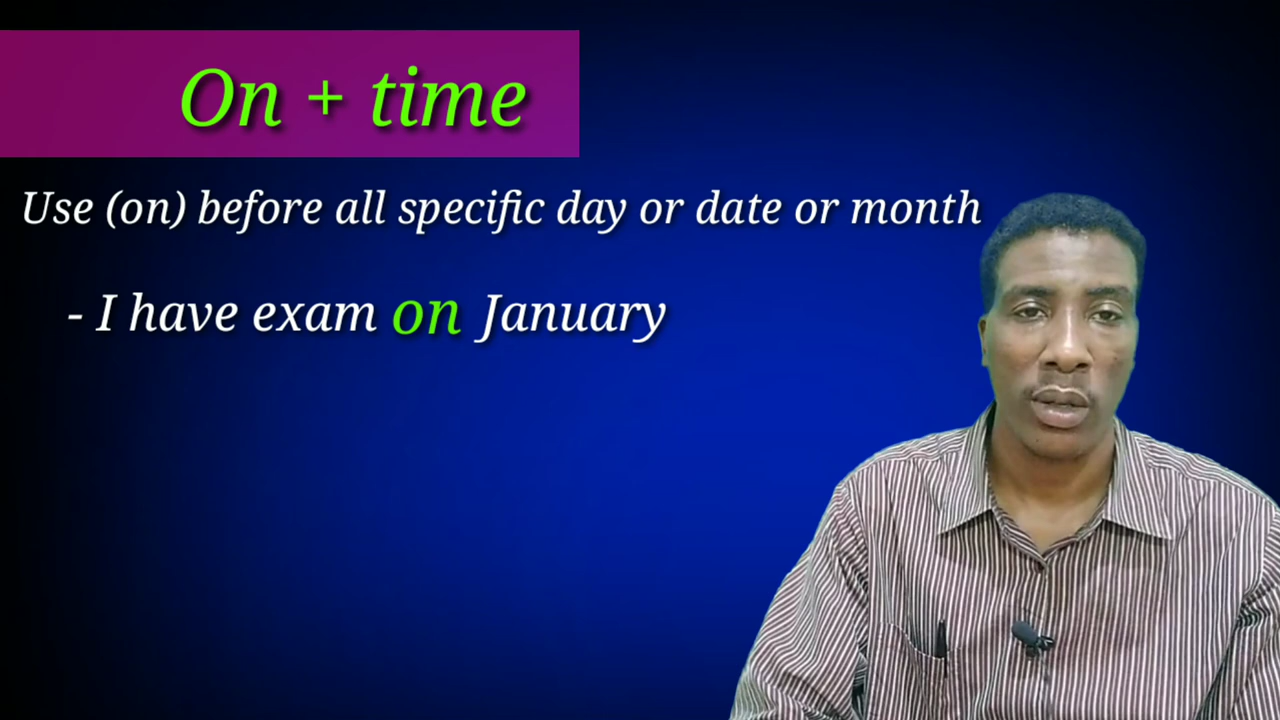 On + time
Use (on) before all specific day or date or month
- I have exam on January